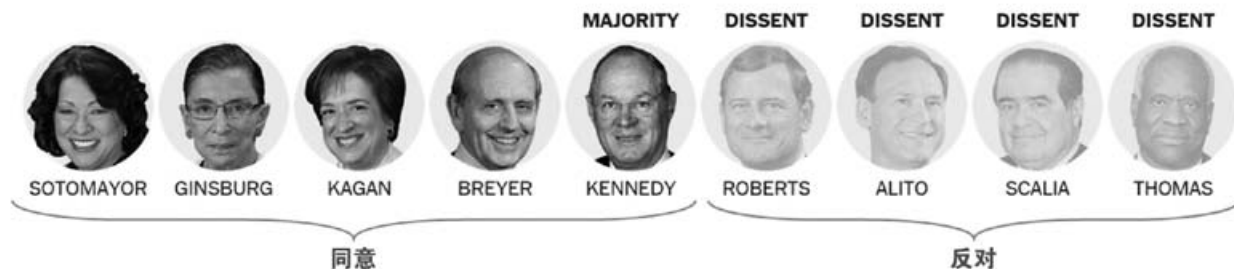 MAJORITY DISSENT DISSENT DISSENT DISSENT
SOTOMAYOR GINSBURG KAGAN BREYER KENNEDY ROBERTS ALITO SCALIA THOMAS
同意 反对